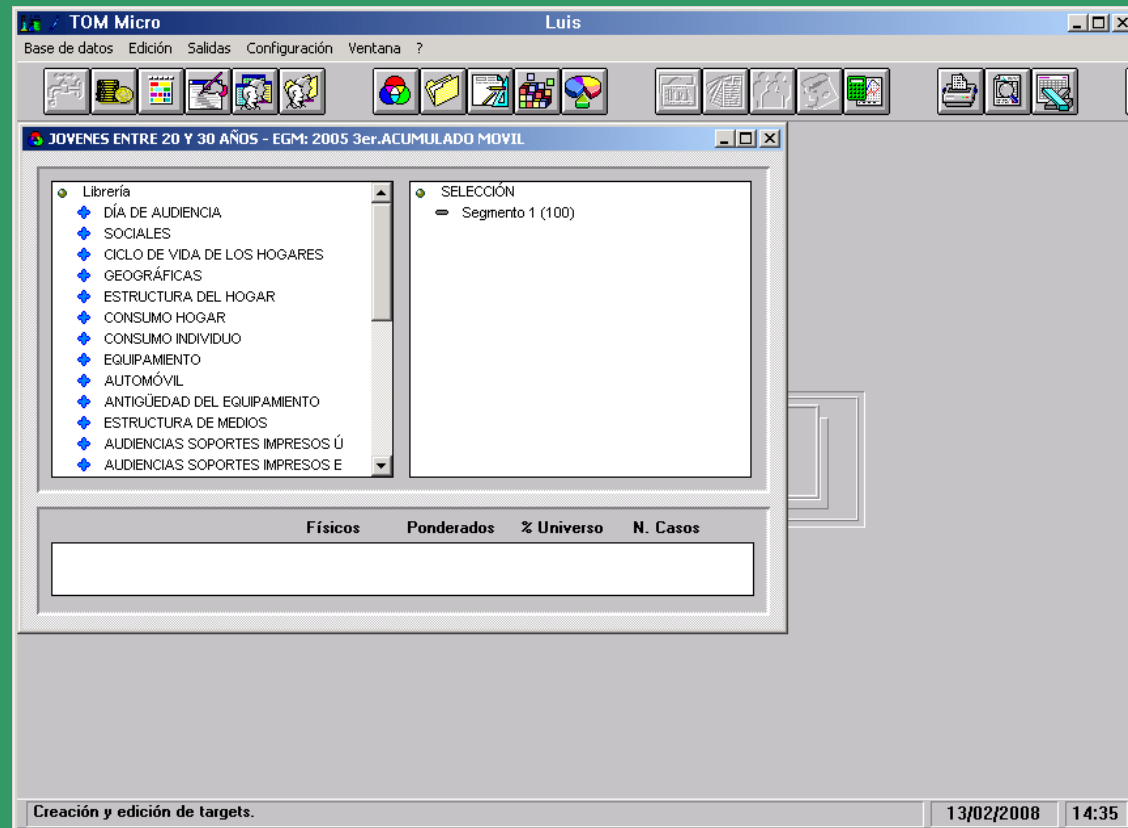 TOM Micro Luis
Base de datos Edición Salidas Configuración Ventana ?
JOVENES ENTRE 20 Y 30 AÑOS - EGM: 2005 3er.ACUMULADO MOVIL
Librería
DÍA DE AUDIENCIA
SOCIALES
CICLO DE VIDA DE LOS HOGARES
GEOGRÁFICAS
ESTRUCTURA DEL HOGAR
CONSUMO HOGAR
CONSUMO INDIVIDUO
EQUIPAMIENTO
AUTOMÓVIL
ANTIGÜEDAD DEL EQUIPAMIENTO
ESTRUCTURA DE MEDIOS
AUDIENCIAS SOPORTES IMPRESOS Ú
AUDIENCIAS SOPORTES IMPRESOS E
SELECCIÓN
Segmento 1 (100)
Físicos Ponderados % Universo N. Casos
Creación y edición de targets. 13/02/2008 14:35